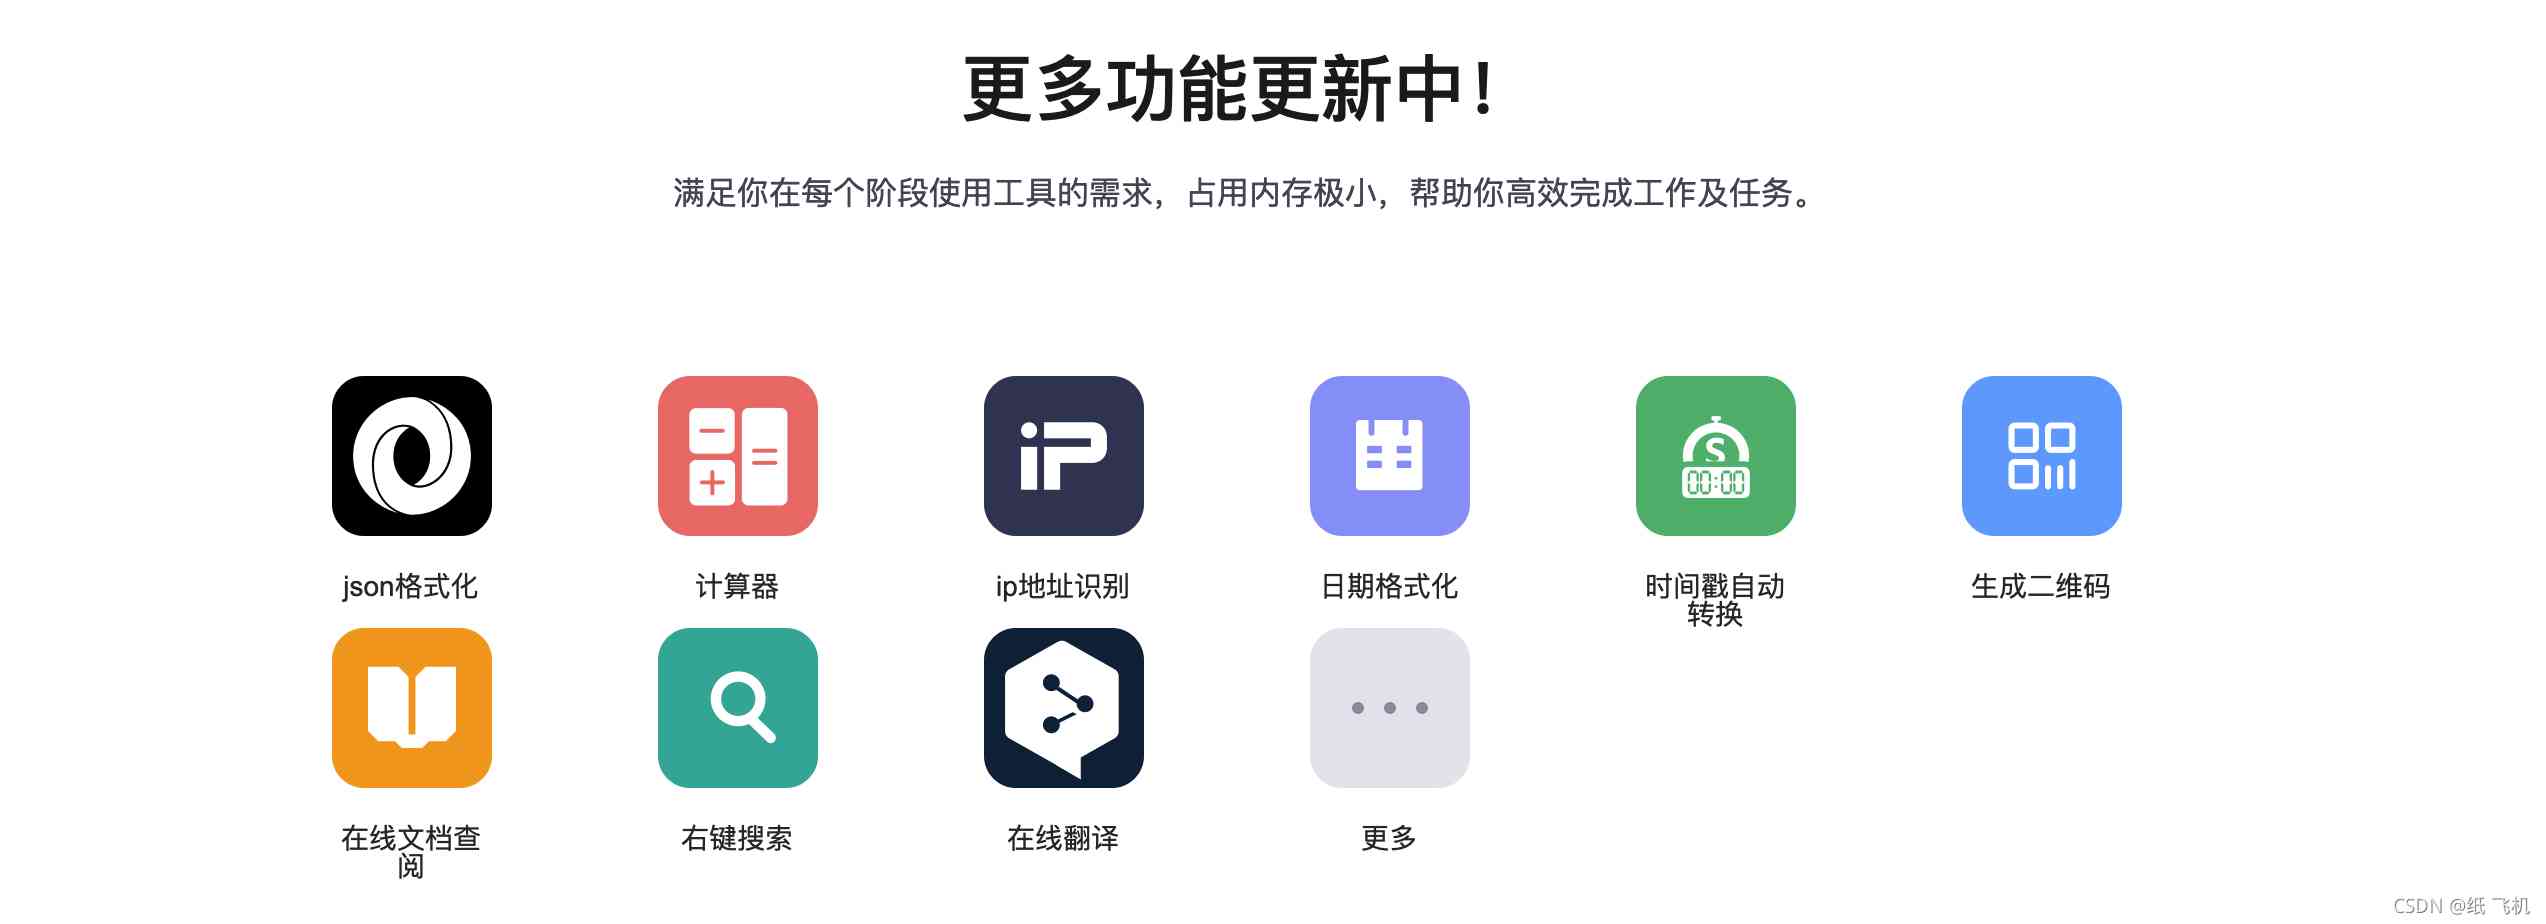 更多功能更新中！
满足你在每个阶段使用工具的需求，占用内存极小，帮助你高效完成工作及任务。
iP
S
00:00
json格式化
计算器
ip地址识别
日期格式化
时间戳自动
转换
生成二维码
在线文档查
阅
右键搜索
在线翻译
更多
CSDN @纸 飞机